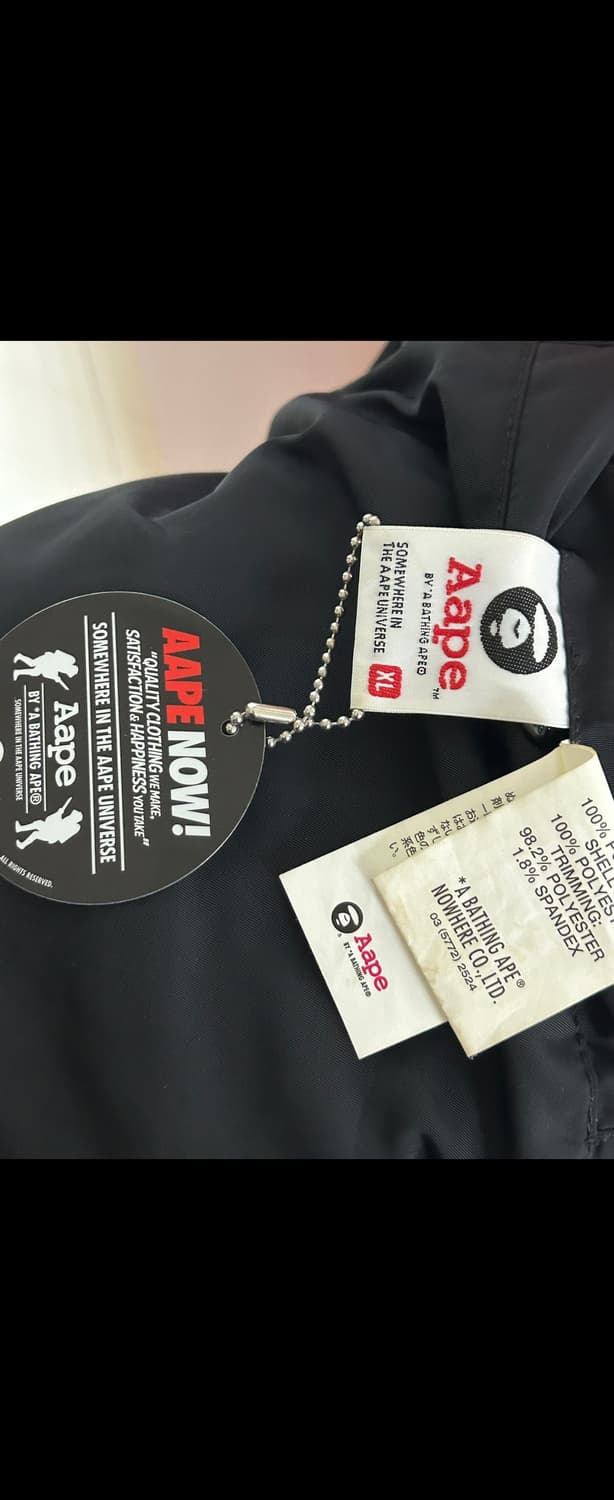 Aape™
BY *A BATHING APE®
SOMEWHERE IN
THE AAPE UNIVERSE
XL
AAPE NOW!
"QUALITY CLOTHING WE MAKE,
SATISFACTION & HAPPINESS YOU TAKE"
SOMEWHERE IN THE AAPE UNIVERSE
Aape
BY *A BATHING APE®
SOMEWHERE IN THE AAPE UNIVERSE
ALL RIGHTS RESERVED.
100%
SHELL
100% POLYES
TRIMMING:
98.2% POLYESTER
1.8% SPANDEX
*A BATHING APE®
NOWHERE CO.,LTD.
03 (5772) 2524
Aape
BY *A BATHING APE®